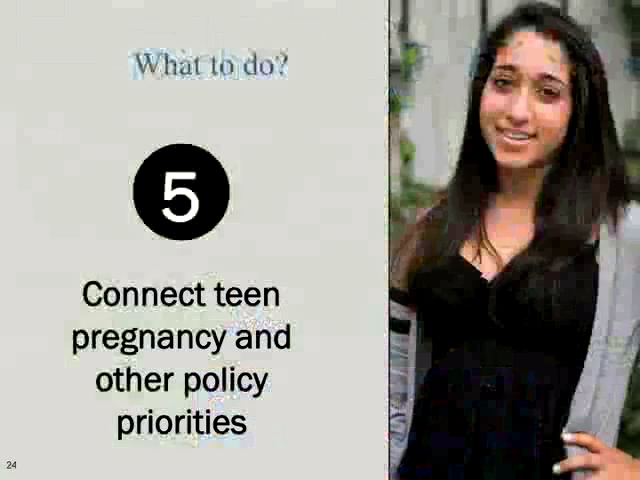 What to do?
5
Connect teen
pregnancy and
other policy
priorities
24